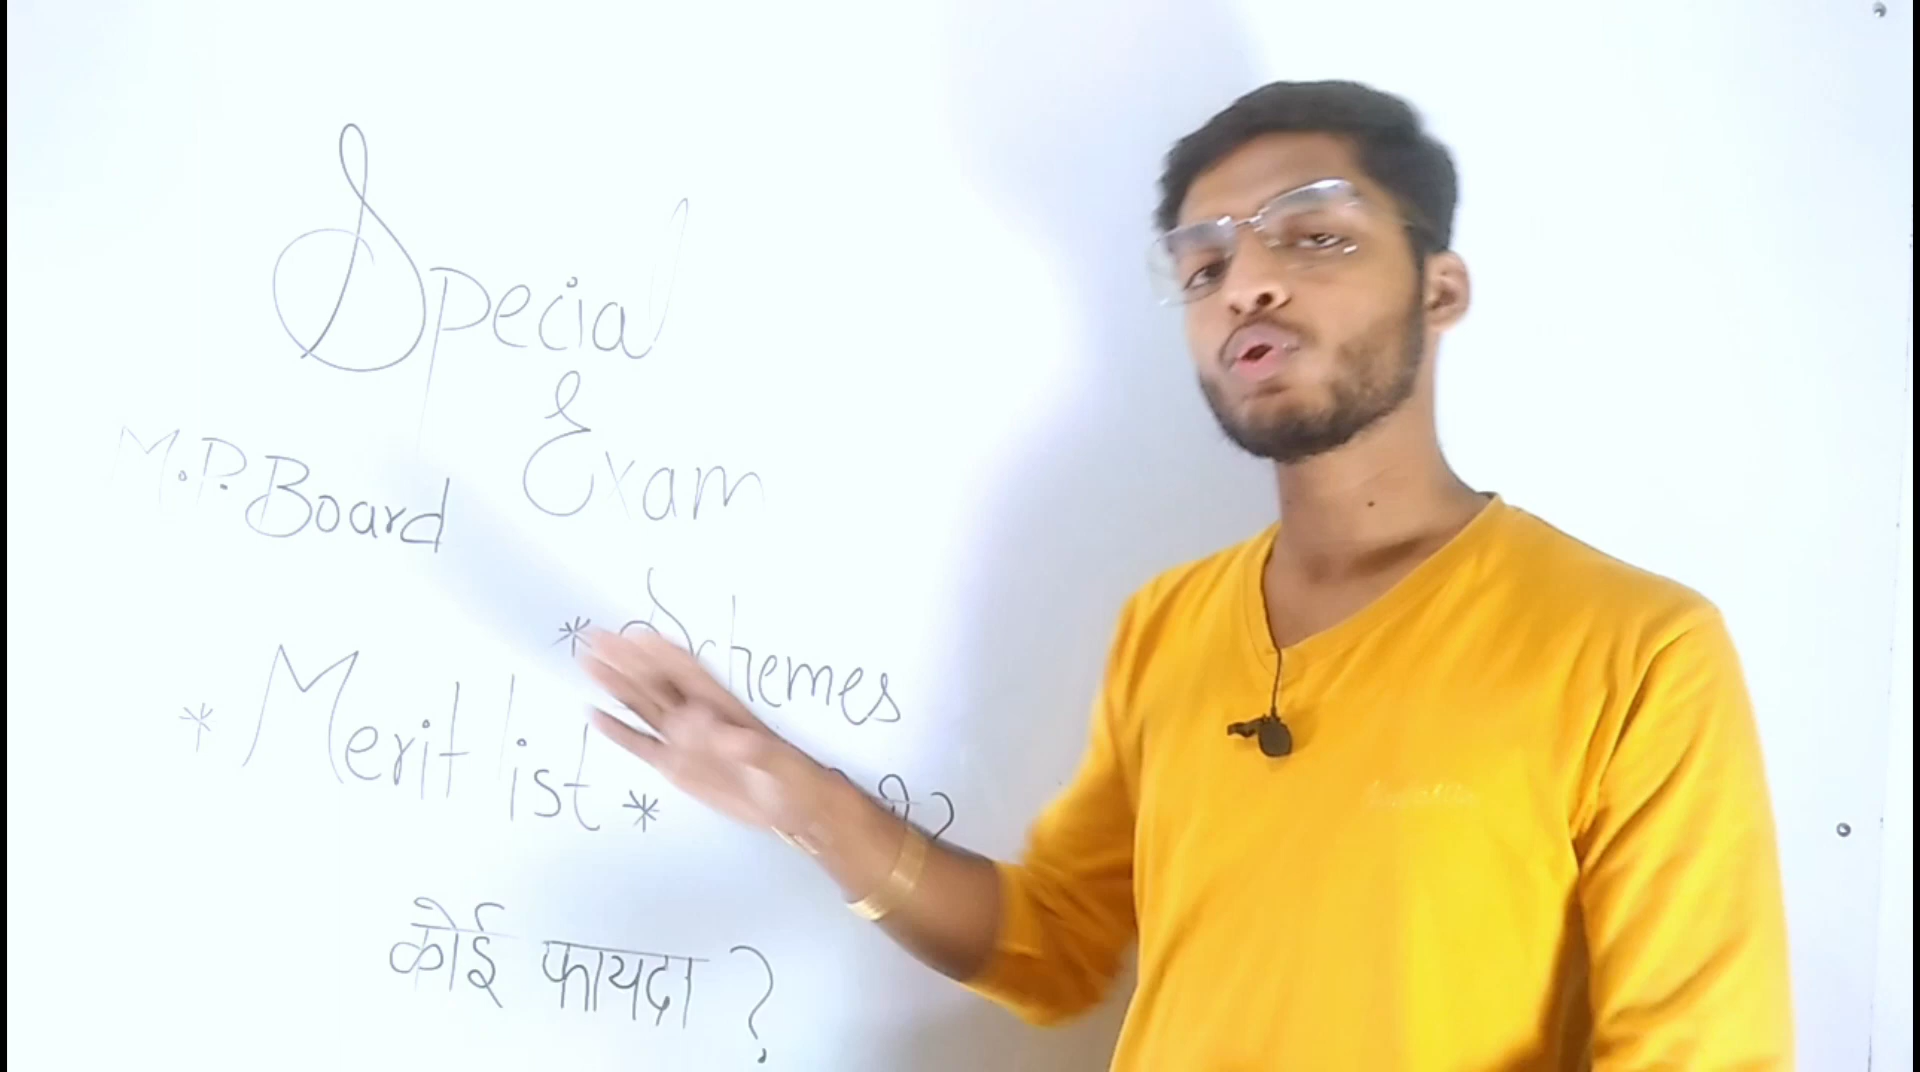 Special
Exam
M.P. Board
* Schemes
* Merit list *
कोई फायदा ?